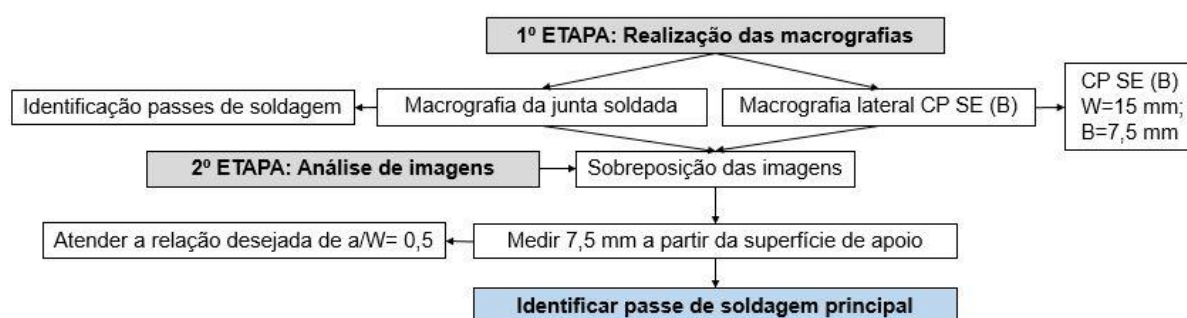 1º ETAPA: Realização das macrografias
Identificação passes de soldagem
Macrografia da junta soldada
Macrografia lateral CP SE (B)
CP SE (B)
W=15 mm;
B=7,5 mm
2º ETAPA: Análise de imagens
Sobreposição das imagens
Atender a relação desejada de a/W= 0,5
Medir 7,5 mm a partir da superfície de apoio
Identificar passe de soldagem principal